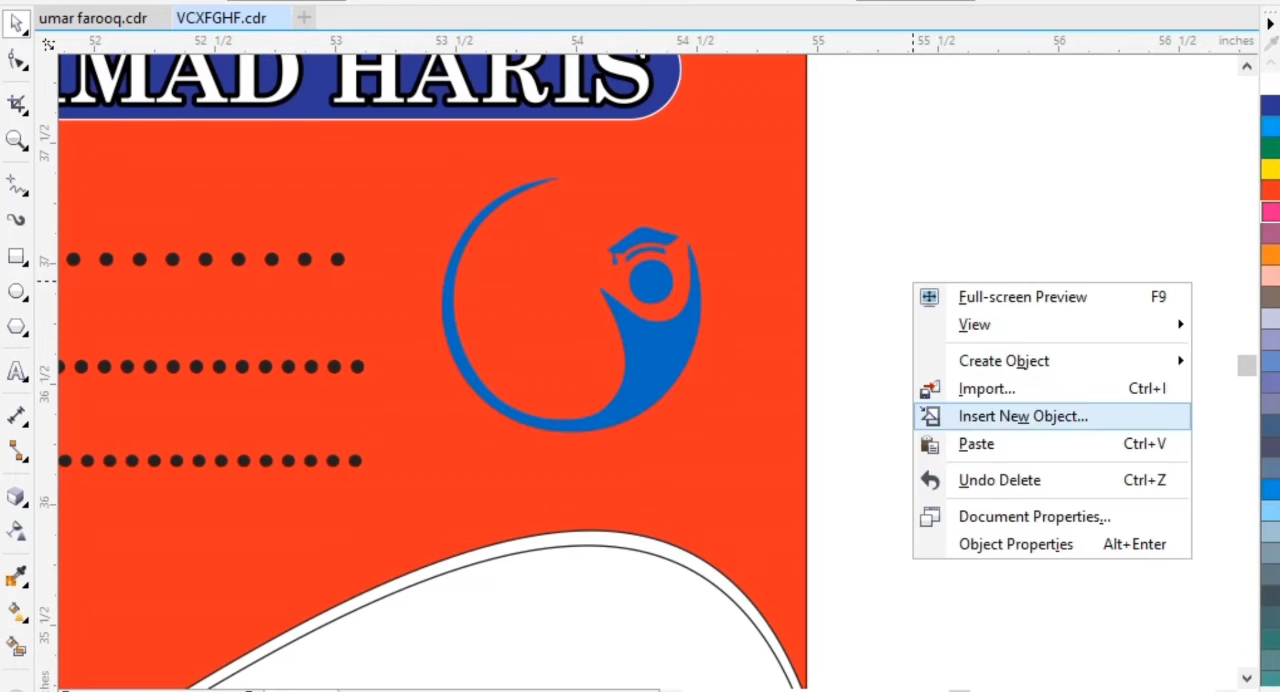 umar farooq.cdr
VCXFGHF.cdr
52
52 1/2
53
53 1/2
54
54 1/2
55
55 1/2
56
56 1/2
inches
MAD HARIS
37 1/2
37
36 1/2
36
35 1/2
Full-screen Preview F9
View
Create Object
Import... Ctrl+I
Insert New Object...
Paste Ctrl+V
Undo Delete Ctrl+Z
Document Properties...
Object Properties Alt+Enter